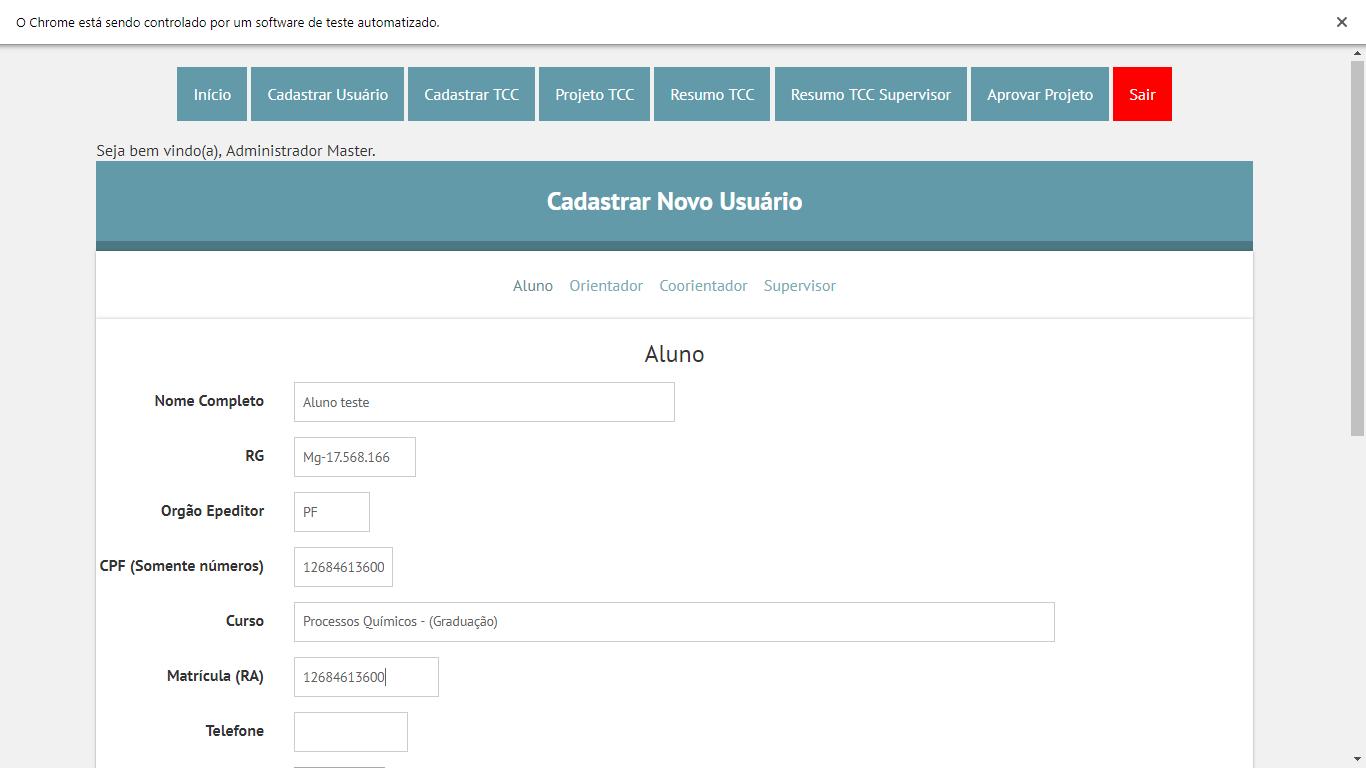 O Chrome está sendo controlado por um software de teste automatizado.
Início Cadastrar Usuário Cadastrar TCC Projeto TCC Resumo TCC Resumo TCC Supervisor Aprovar Projeto Sair
Seja bem vindo(a), Administrador Master.
Cadastrar Novo Usuário
Aluno Orientador Coorientador Supervisor
Aluno
Nome Completo Aluno teste
RG Mg-17.568.166
Orgão Epeditor PF
CPF (Somente números) 12684613600
Curso Processos Químicos - (Graduação)
Matrícula (RA) 12684613600
Telefone